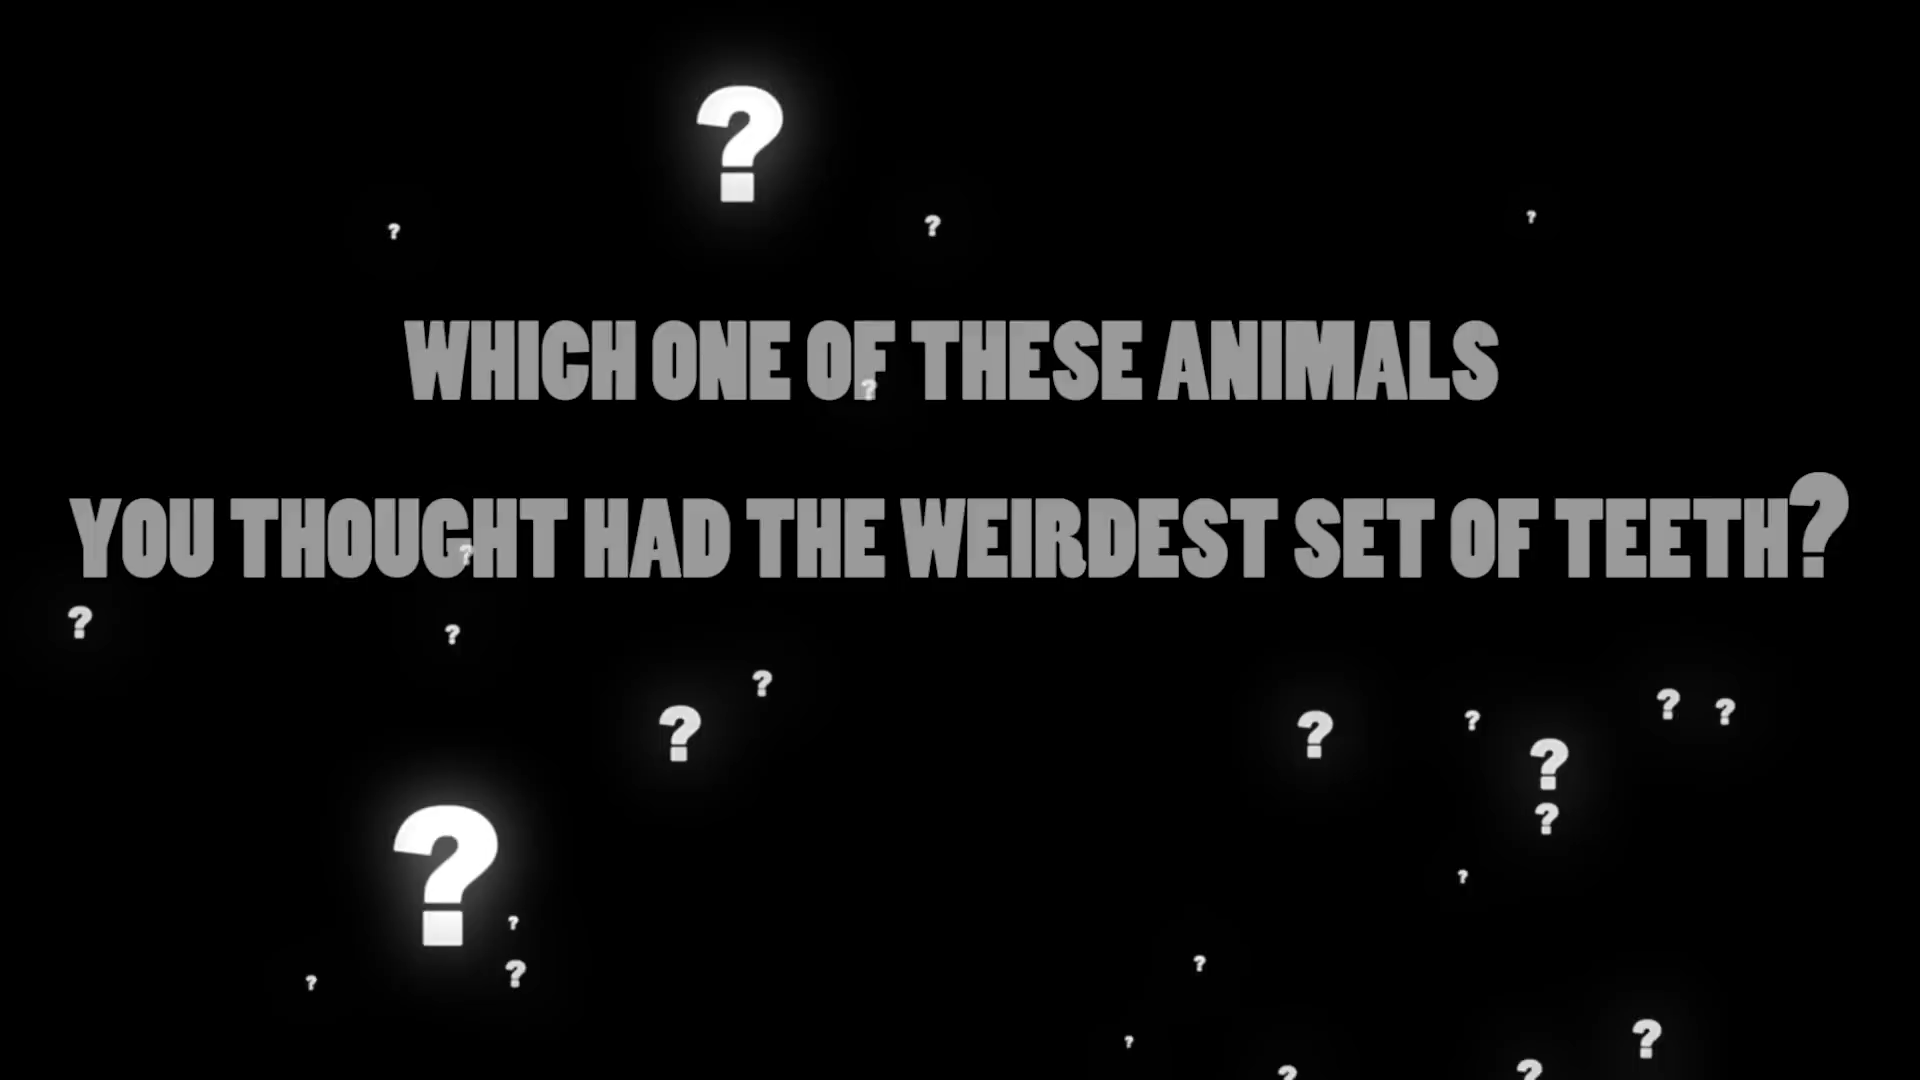 WHICH ONE OF THESE ANIMALS
YOU THOUGHT HAD THE WEIRDEST SET OF TEETH?